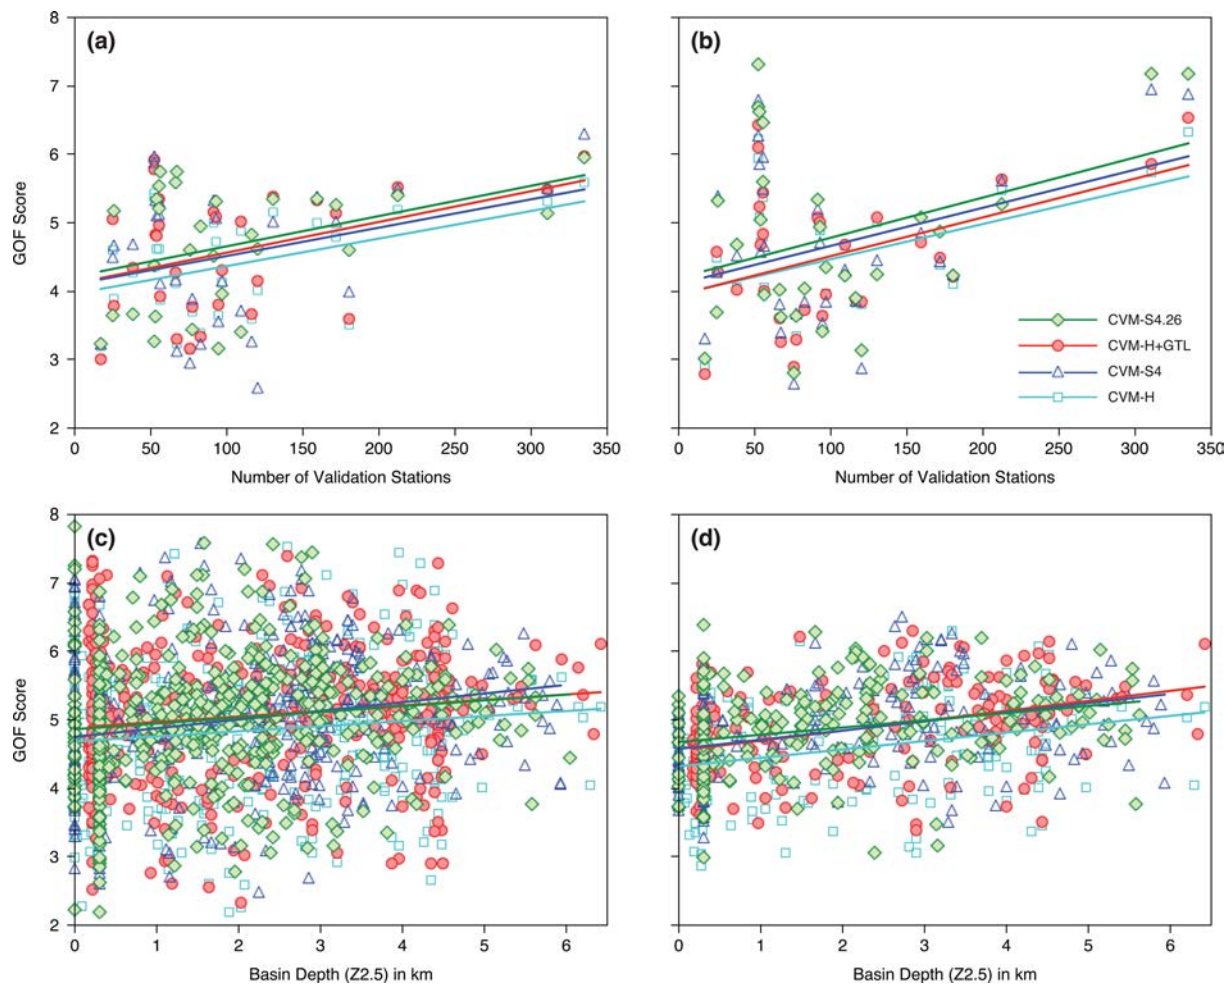 (a)
8
7
6
5
4
3
2
GOF Score
0 50 100 150 200 250 300 350
Number of Validation Stations
(b)
CVM-S4.26
CVM-H+GTL
CVM-S4
CVM-H
0 50 100 150 200 250 300 350
Number of Validation Stations
(c)
8
7
6
5
4
3
2
GOF Score
0 1 2 3 4 5 6
Basin Depth (Z2.5) in km
(d)
0 1 2 3 4 5 6
Basin Depth (Z2.5) in km